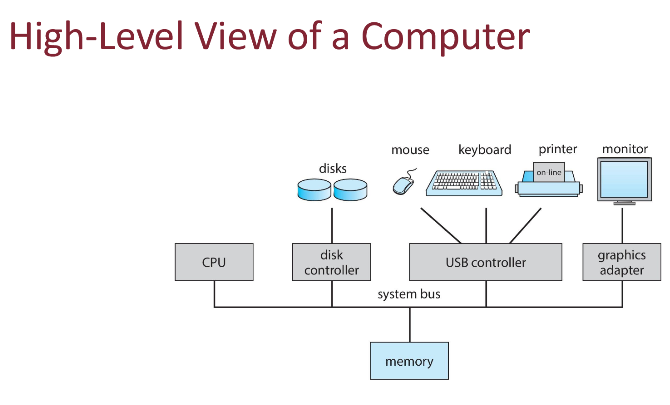 High-Level View of a Computer
mouse
keyboard
printer
monitor
disks
on-line
CPU
disk
controller
USB controller
graphics
adapter
system bus
memory